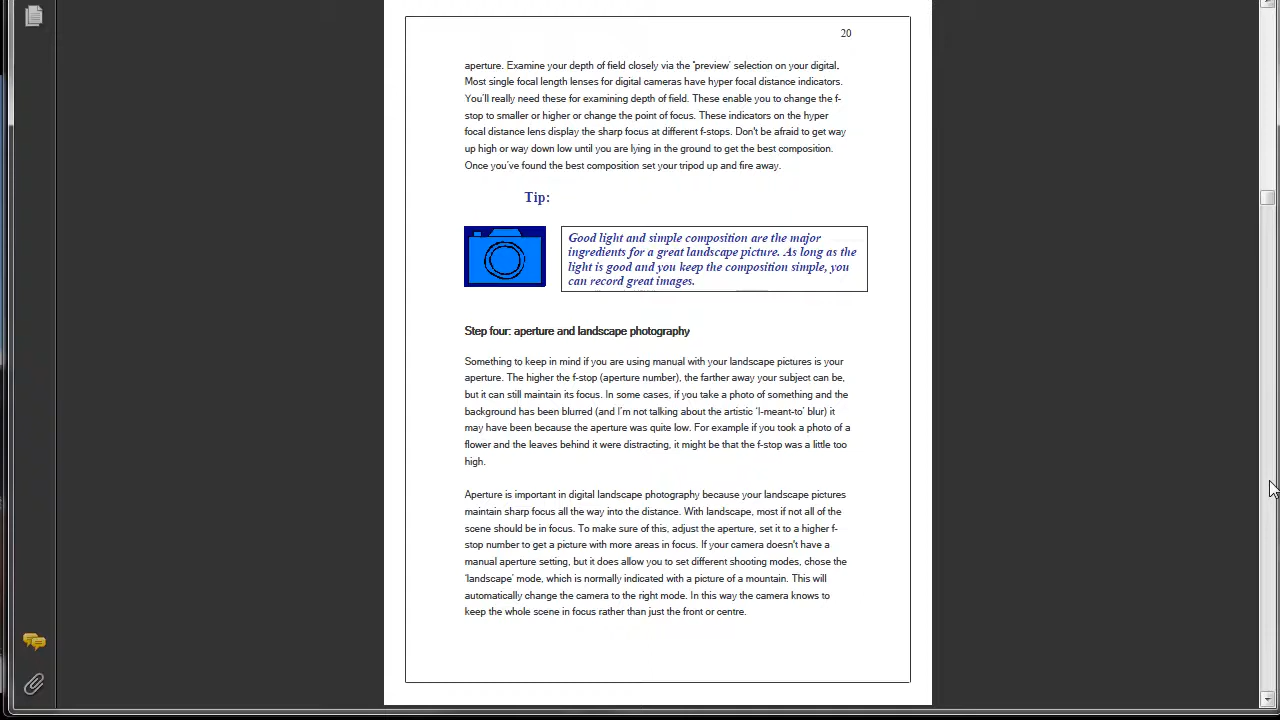 20
aperture. Examine your depth of field closely via the 'preview' selection on your digital.
Most single focal length lenses for digital cameras have hyper focal distance indicators.
You'll really need these for examining depth of field. These enable you to change the f-
stop to smaller or higher or change the point of focus. These indicators on the hyper
focal distance lens display the sharp focus at different f-stops. Don't be afraid to get way
up high or way down low until you are lying in the ground to get the best composition.
Once you've found the best composition set your tripod up and fire away.
Tip:
Good light and simple composition are the major
ingredients for a great landscape picture. As long as the
light is good and you keep the composition simple, you
can record great images.
Step four: aperture and landscape photography
Something to keep in mind if you are using manual with your landscape pictures is your
aperture. The higher the f-stop (aperture number), the farther away your subject can be,
but it can still maintain its focus. In some cases, if you take a photo of something and the
background has been blurred (and I'm not talking about the artistic 'I-meant-to' blur) it
may have been because the aperture was quite low. For example if you took a photo of a
flower and the leaves behind it were distracting, it might be that the f-stop was a little too
high.
Aperture is important in digital landscape photography because your landscape pictures
maintain sharp focus all the way into the distance. With landscape, most if not all of the
scene should be in focus. To make sure of this, adjust the aperture, set it to a higher f-
stop number to get a picture with more areas in focus. If your camera doesn't have a
manual aperture setting, but it does allow you to set different shooting modes, chose the
'landscape' mode, which is normally indicated with a picture of a mountain. This will
automatically change the camera to the right mode. In this way the camera knows to
keep the whole scene in focus rather than just the front or centre.